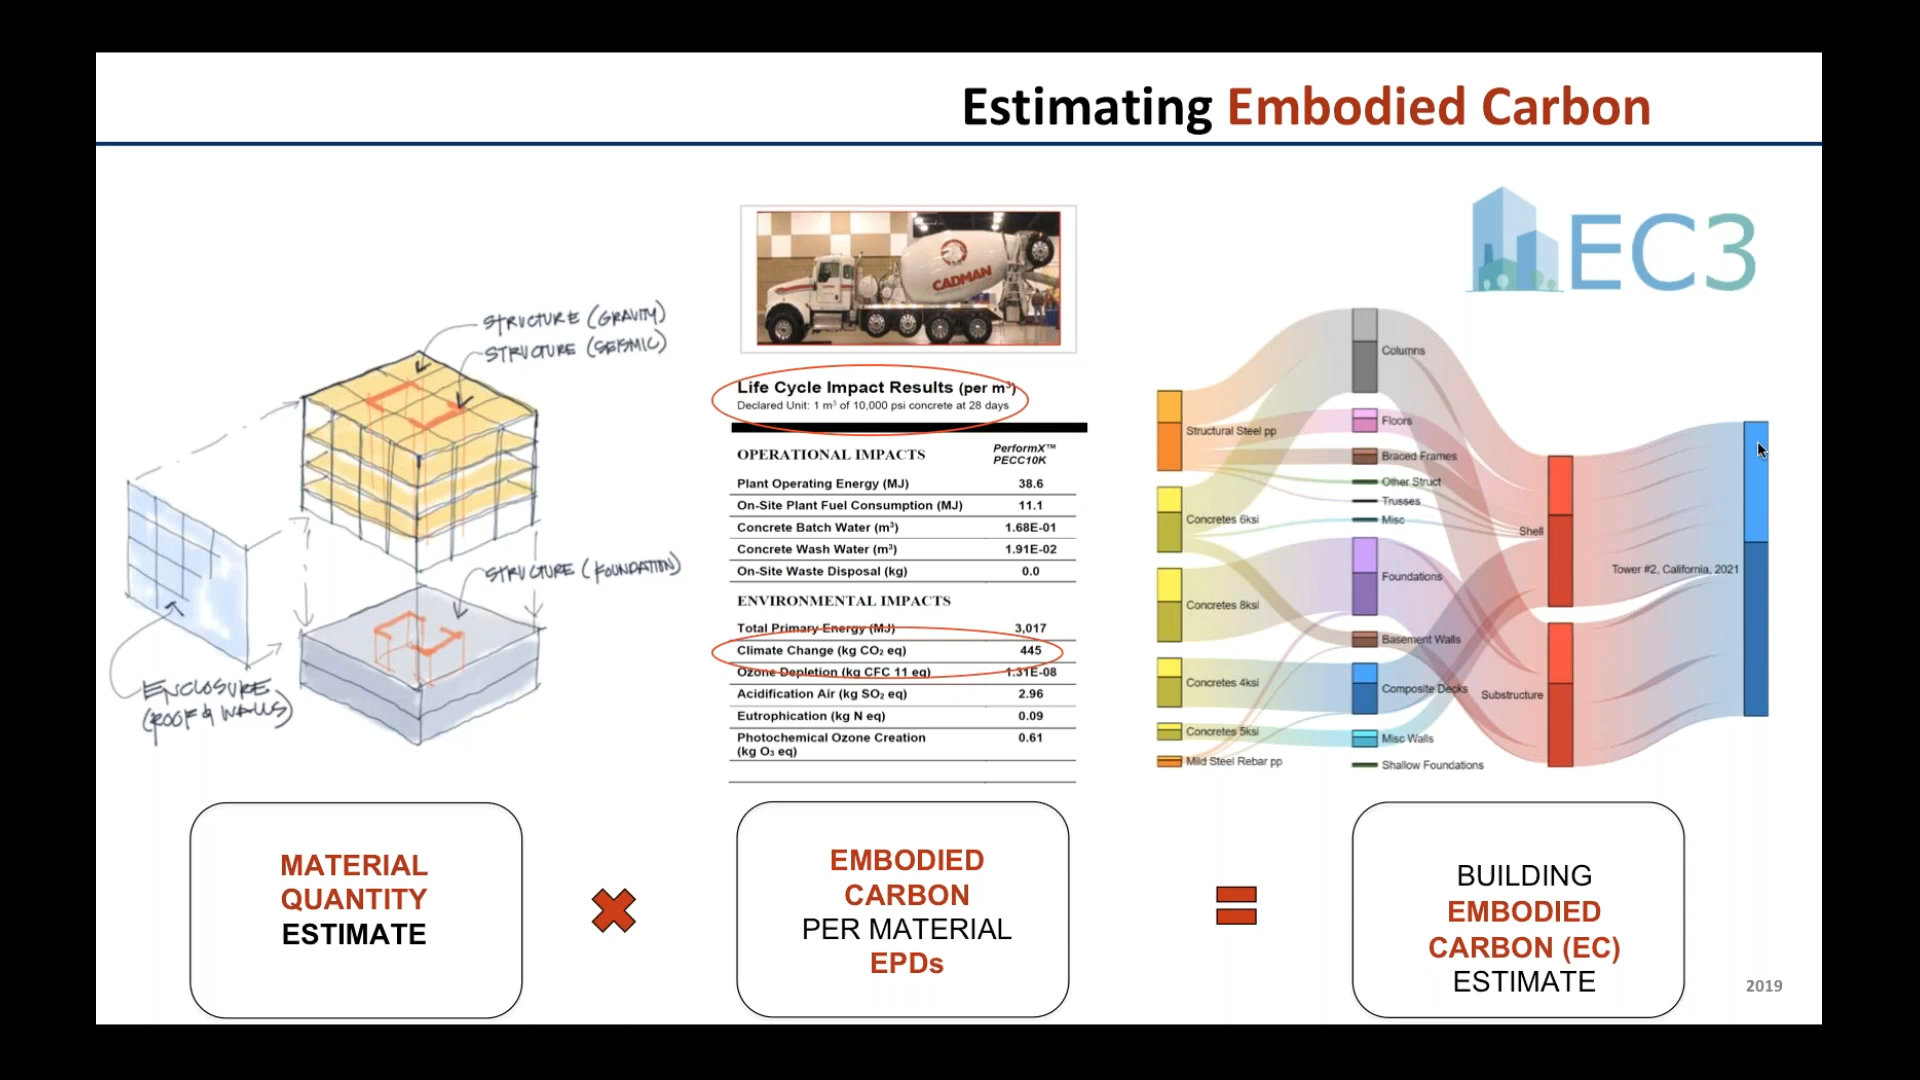 Estimating Embodied Carbon
EC3
STRUCTURE (GRAVITY)
STRUCTURE (SEISMIC)
STRUCTURE (FOUNDATION)
ENCLOSURE
(ROOF & WALLS)
CADMAN
Life Cycle Impact Results (per m³)
Declared Unit: 1 m³ of 10,000 psi concrete at 28 days
OPERATIONAL IMPACTS PerformX™ PECC10K
Plant Operating Energy (MJ) 38.6
On-Site Plant Fuel Consumption (MJ) 11.1
Concrete Batch Water (m³) 1.68E-01
Concrete Wash Water (m³) 1.91E-02
On-Site Waste Disposal (kg) 0.0
ENVIRONMENTAL IMPACTS
Total Primary Energy (MJ) 3,017
Climate Change (kg CO₂ eq) 445
Ozone Depletion (kg CFC 11 eq) 1.31E-08
Acidification Air (kg SO₂ eq) 2.96
Eutrophication (kg N eq) 0.09
Photochemical Ozone Creation 0.61
(kg O₃ eq)
Structural Steel pp
Concretes 6ksi
Concretes 8ksi
Concretes 4ksi
Concretes 5ksi
Mild Steel Rebar pp
Columns
Floors
Braced Frames
Other Struct
Trusses
Misc
Foundations
Basement Walls
Composite Decks
Misc Walls
Shallow Foundations
Shell
Substructure
Tower #2, California, 2021
MATERIAL
QUANTITY
ESTIMATE
EMBODIED
CARBON
PER MATERIAL
EPDs
BUILDING
EMBODIED
CARBON (EC)
ESTIMATE
2019